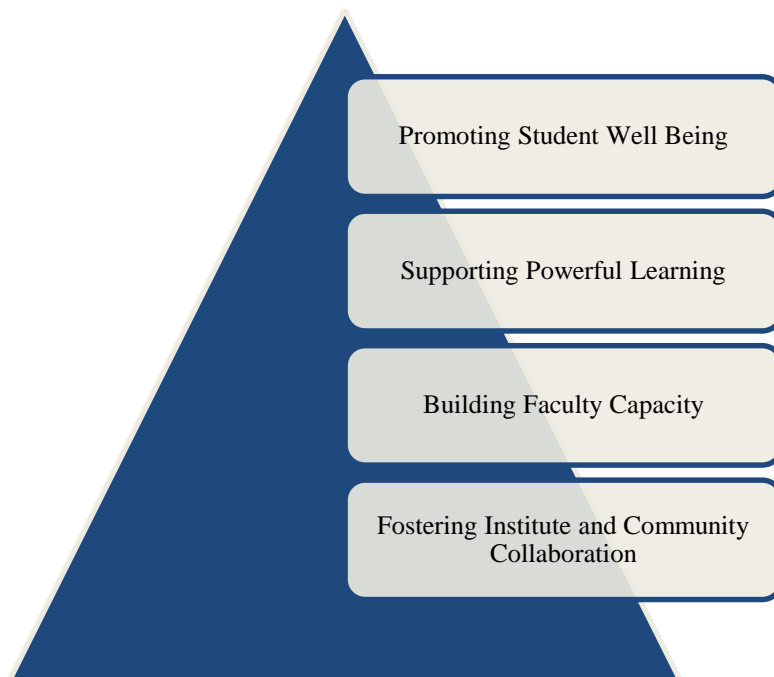 Promoting Student Well Being
Supporting Powerful Learning
Building Faculty Capacity
Fostering Institute and Community
Collaboration